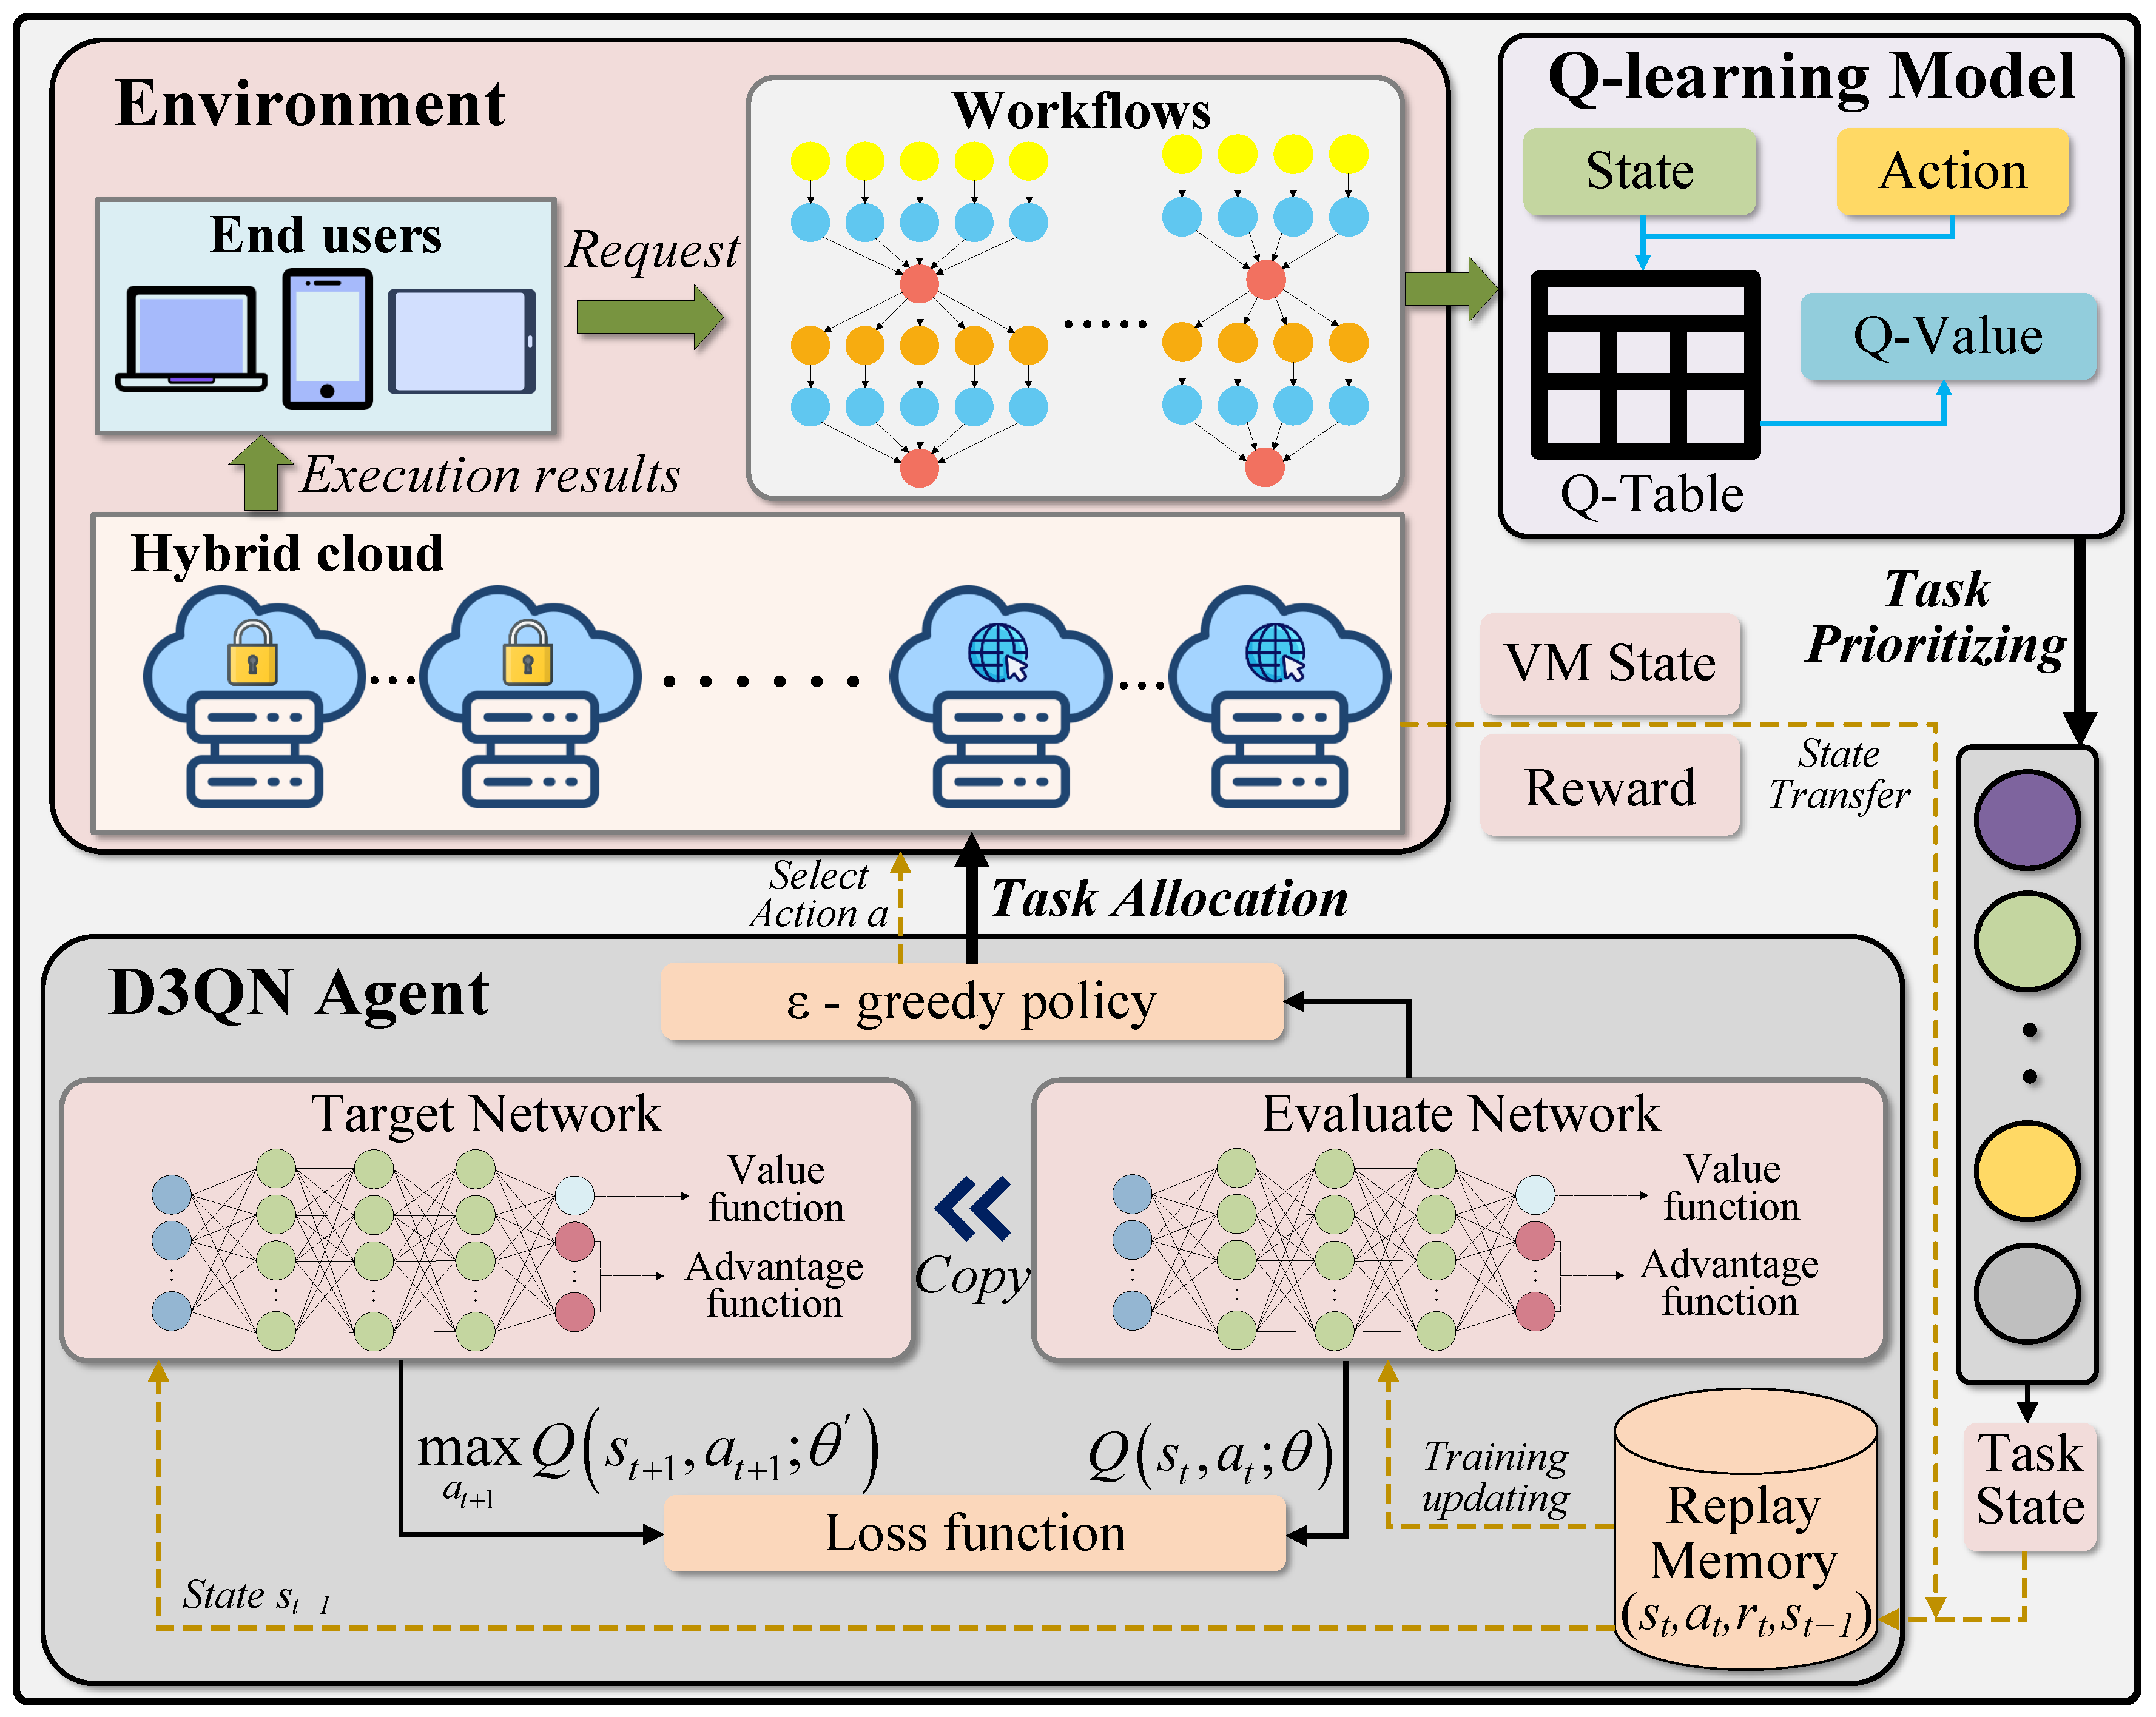 Environment
Workflows
End users
Request
Execution results
Hybrid cloud
Q-learning Model
State
Action
Q-Value
Q-Table
Task
Prioritizing
VM State
Reward
State
Transfer
Select
Action a
Task Allocation
D3QN Agent
ε - greedy policy
Target Network
Value
function
Advantage
function
Copy
Evaluate Network
Value
function
Advantage
function
max Q(s_{t+1}, a_{t+1}; θ′)
a_{t+1}
Q(s_t, a_t; θ)
Loss function
Training
updating
State s_{t+1}
Replay
Memory
(s_t, a_t, r_t, s_{t+1})
Task
State